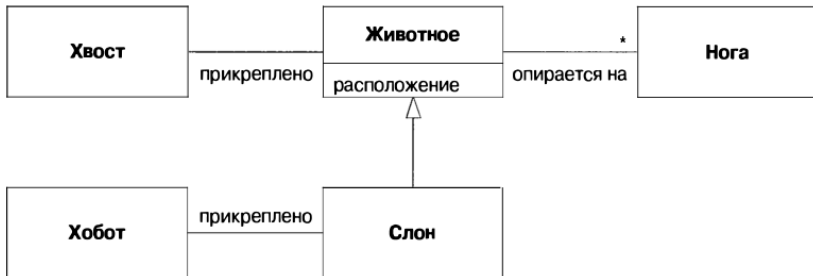 Хвост
прикреплено
Животное
расположение
*
опирается на
Нога
Хобот
прикреплено
Слон